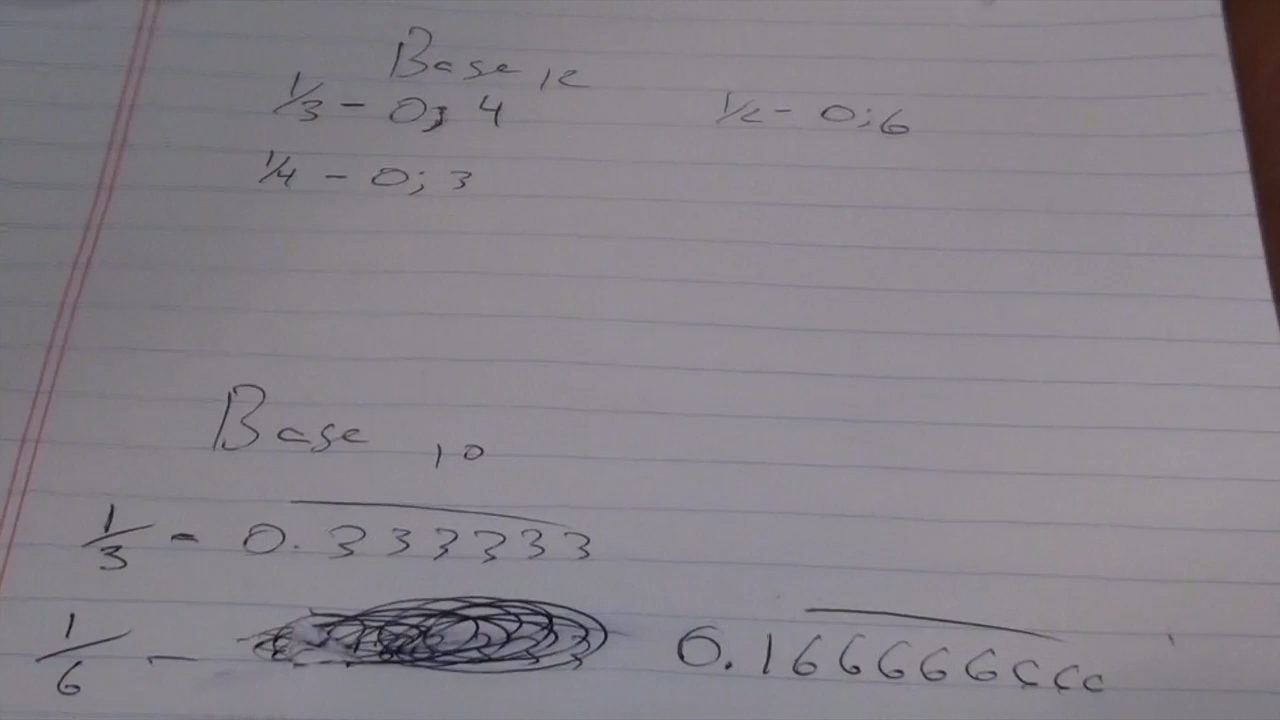 Base 12
1/3 - 0;4 1/2 - 0;6
1/4 - 0;3
Base 10
1/3 - 0.333333
1/6 - 0.166666666